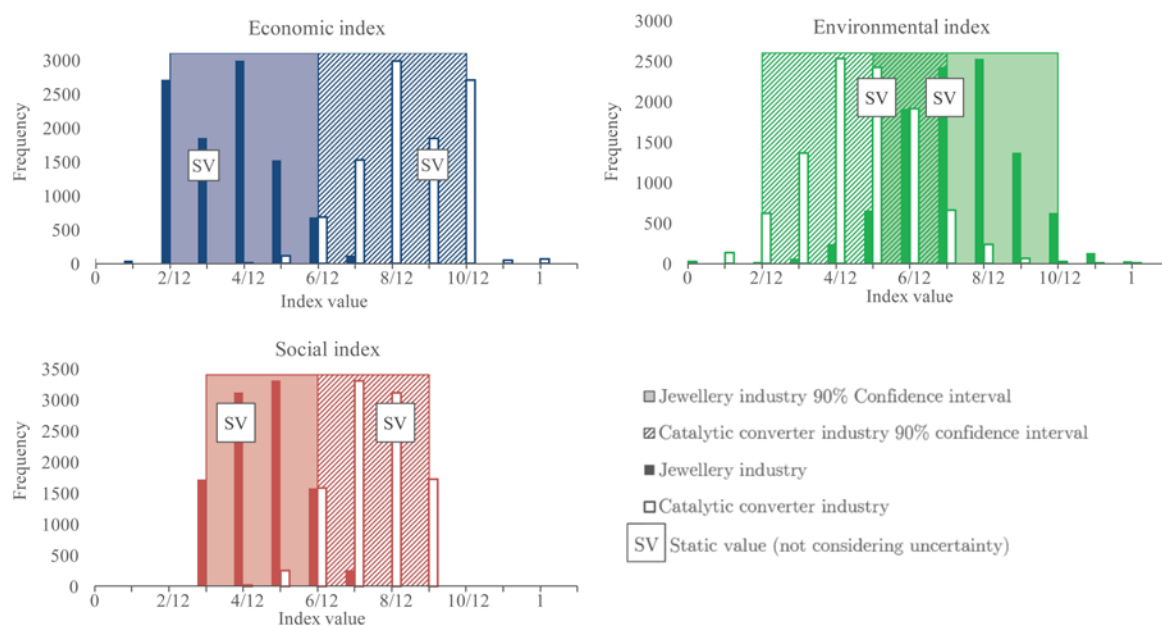 Economic index
3000
2500
2000
1500
1000
500
0
Frequency
SV
SV
0 2/12 4/12 6/12 8/12 10/12 1
Index value
Environmental index
3000
2500
2000
1500
1000
500
0
Frequency
SV
SV
0 2/12 4/12 6/12 8/12 10/12 1
Index value
Social index
3500
3000
2500
2000
1500
1000
500
0
Frequency
SV
SV
0 2/12 4/12 6/12 8/12 10/12 1
Index value
Jewellery industry 90% Confidence interval
Catalytic converter industry 90% confidence interval
Jewellery industry
Catalytic converter industry
SV Static value (not considering uncertainty)